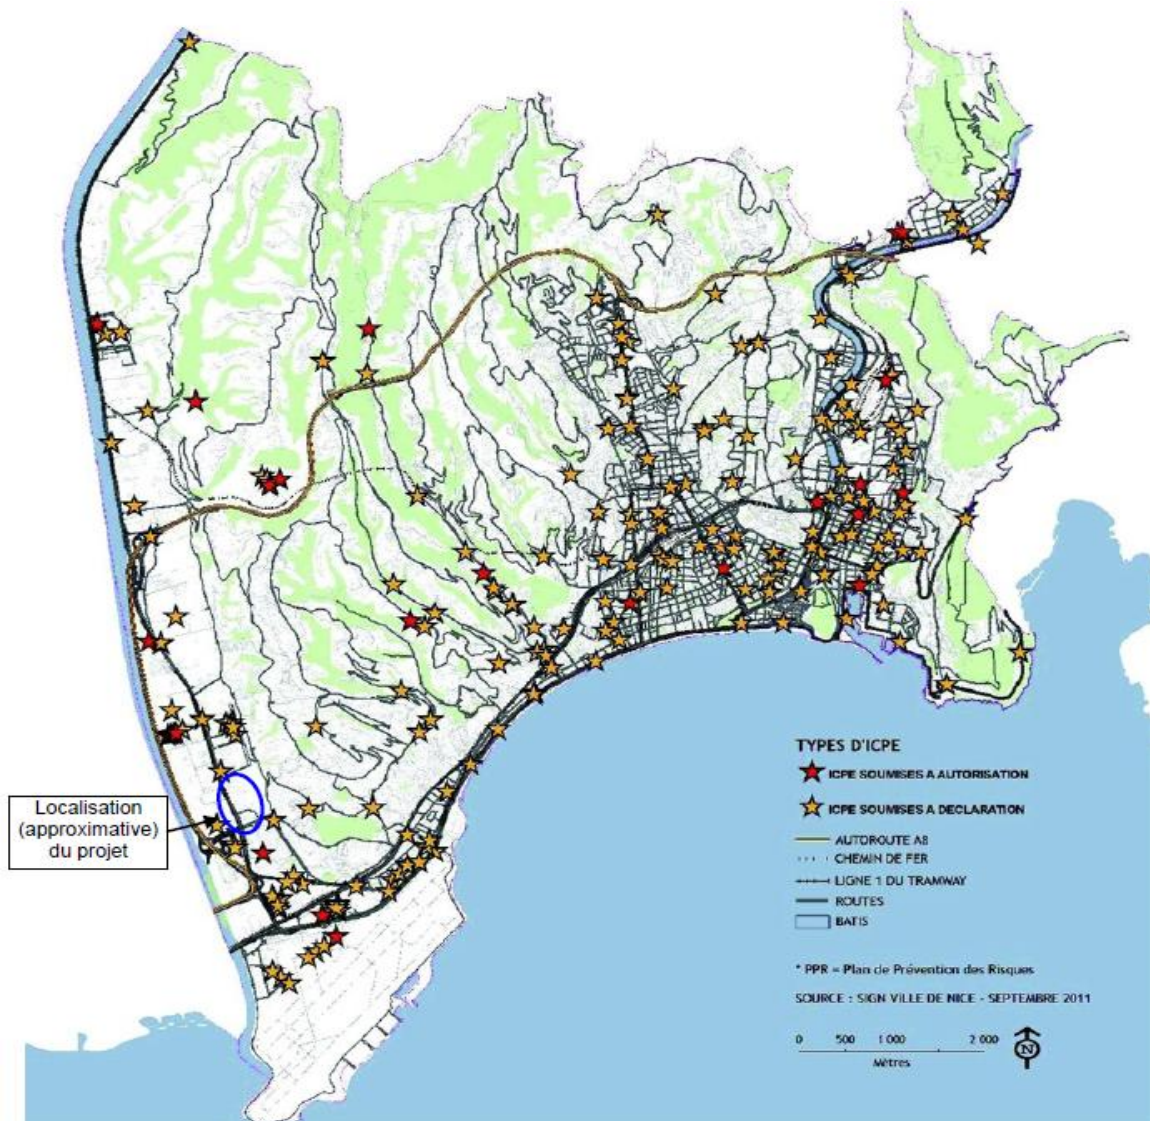 Localisation
(approximative)
du projet
TYPES D'ICPE
ICPE SOUMISES A AUTORISATION
ICPE SOUMISES A DECLARATION
AUTOROUTE A8
CHEMIN DE FER
LIGNE 1 DU TRAMWAY
ROUTES
BATIS
* PPR = Plan de Prévention des Risques
SOURCE : SIGN VILLE DE NICE - SEPTEMBRE 2011
0 500 1 000 2 000
Mètres
N